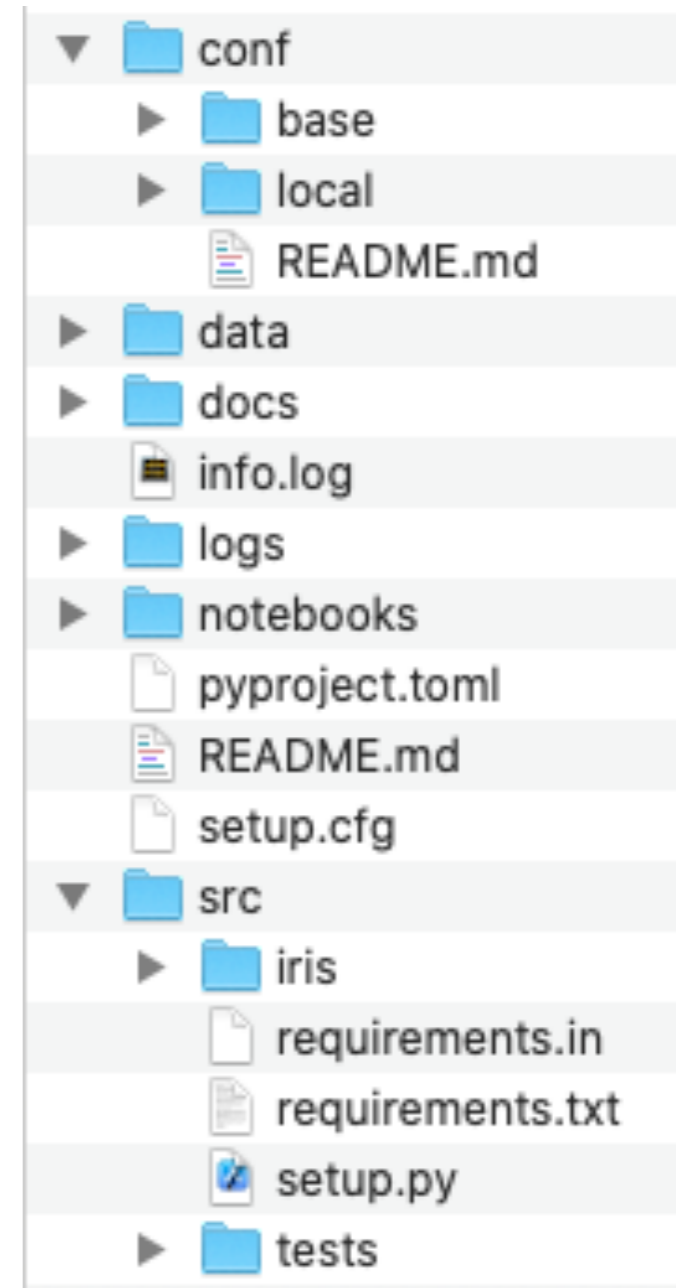 conf
base
local
README.md
data
docs
info.log
logs
notebooks
pyproject.toml
README.md
setup.cfg
src
iris
requirements.in
requirements.txt
setup.py
tests